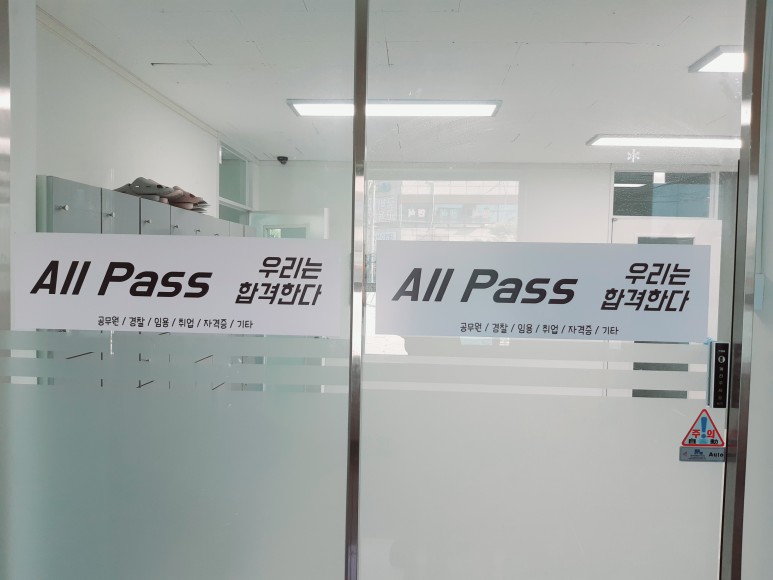 All Pass
우리는
합격한다
공무원 / 경찰 / 임용 / 취업 / 자격증 / 기타
All Pass
우리는
합격한다
공무원 / 경찰 / 임용 / 취업 / 자격증 / 기타
주의
Auto